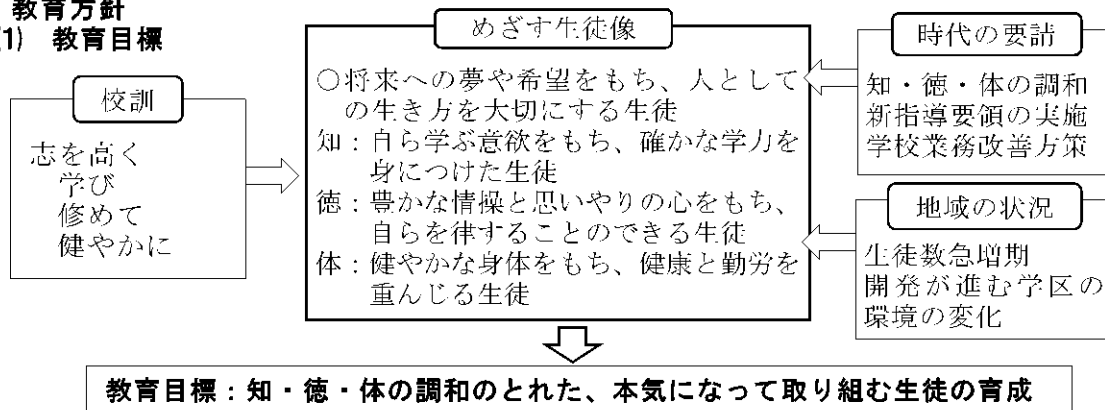 教育方針
(1) 教育目標
校訓
志を高く
学び
修めて
健やかに
めざす生徒像
○将来への夢や希望をもち、人として
の生き方を大切にする生徒
知：自ら学ぶ意欲をもち、確かな学力を
身につけた生徒
徳：豊かな情操と思いやりの心をもち、
自らを律することのできる生徒
体：健やかな身体をもち、健康と勤労を
重んじる生徒
時代の要請
知・徳・体の調和
新指導要領の実施
学校業務改善方策
地域の状況
生徒数急増期
開発が進む学区の
環境の変化
教育目標：知・徳・体の調和のとれた、本気になって取り組む生徒の育成